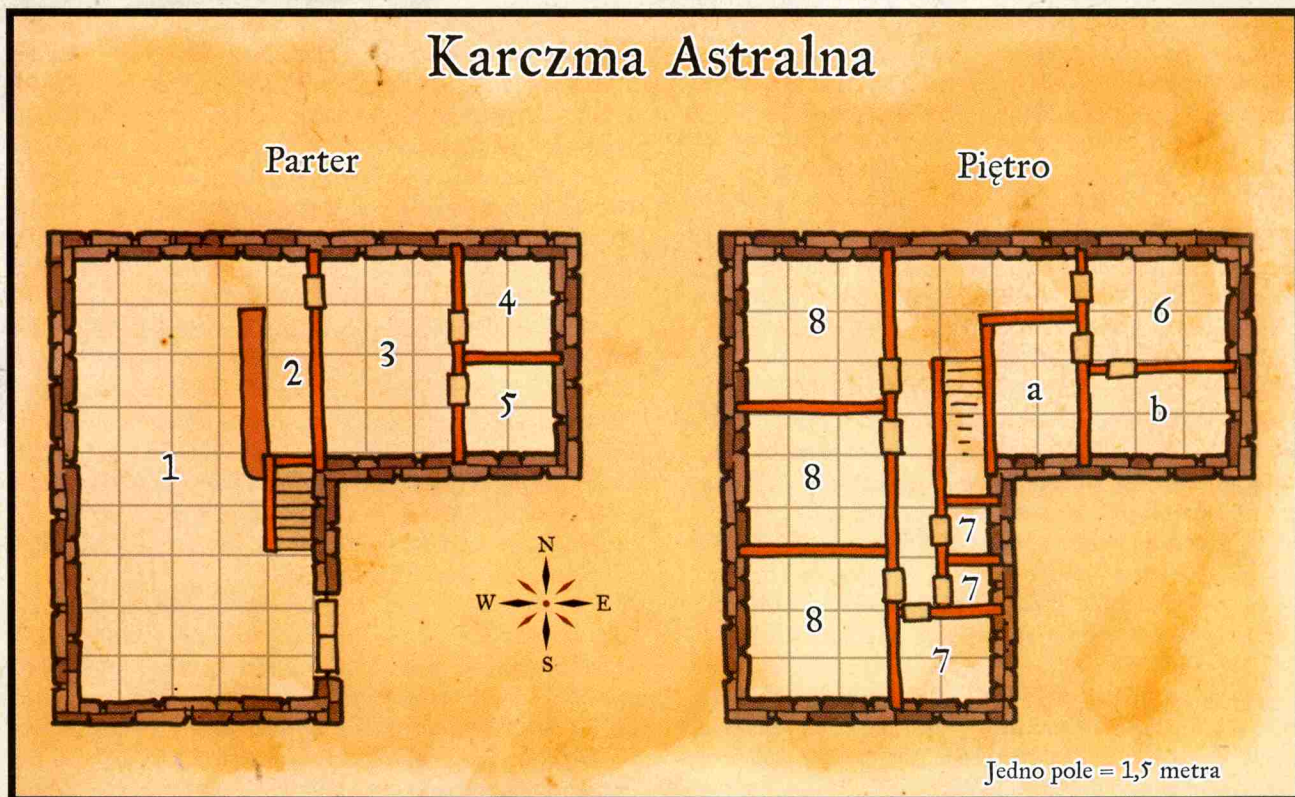 Karczma Astralna
Parter
Piętro
1
2
3
4
5
8
8
8
a
6
b
7
7
7
N
W E
S
Jedno pole = 1,5 metra